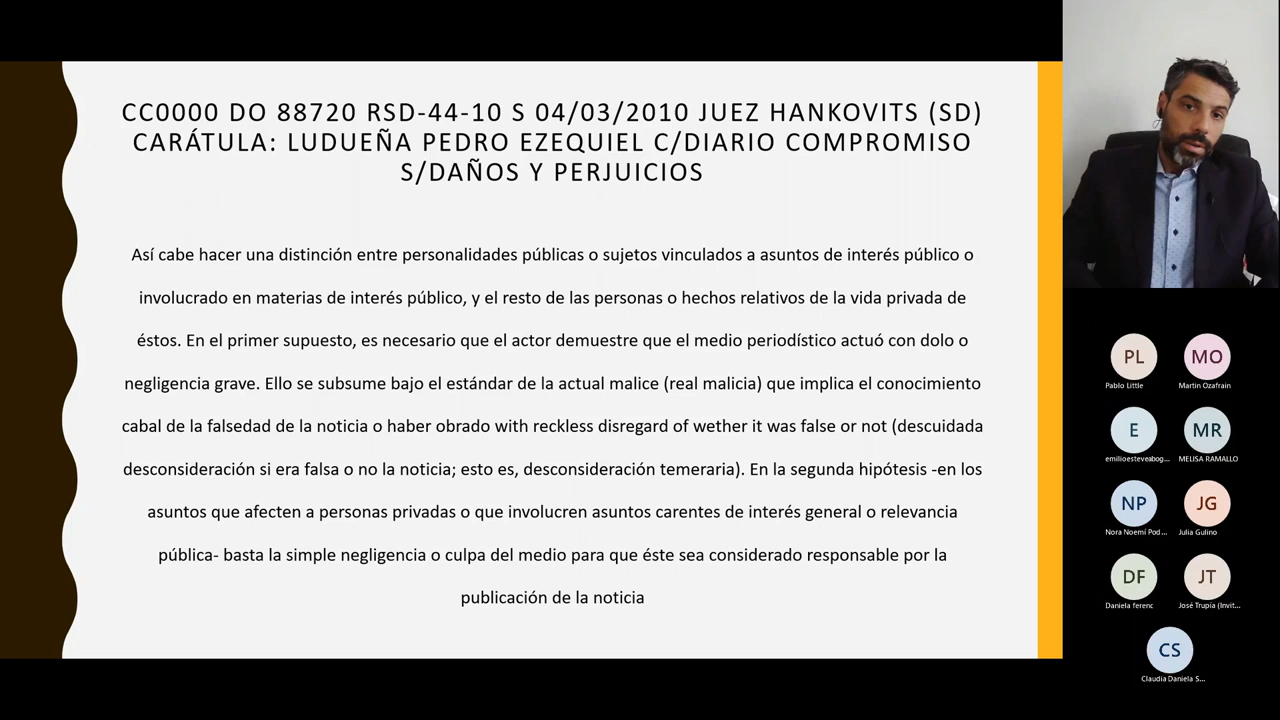 CC0000 DO 88720 RSD-44-10 S 04/03/2010 JUEZ HANKOVITS (SD)
CARÁTULA: LUDUEÑA PEDRO EZEQUIEL C/DIARIO COMPROMISO
S/DAÑOS Y PERJUICIOS
Así cabe hacer una distinción entre personalidades públicas o sujetos vinculados a asuntos de interés público o
involucrado en materias de interés público, y el resto de las personas o hechos relativos de la vida privada de
éstos. En el primer supuesto, es necesario que el actor demuestre que el medio periodístico actuó con dolo o
negligencia grave. Ello se subsume bajo el estándar de la actual malice (real malicia) que implica el conocimiento
cabal de la falsedad de la noticia o haber obrado with reckless disregard of wether it was false or not (descuidada
desconsideración si era falsa o no la noticia; esto es, desconsideración temeraria). En la segunda hipótesis -en los
asuntos que afecten a personas privadas o que involucren asuntos carentes de interés general o relevancia
pública- basta la simple negligencia o culpa del medio para que éste sea considerado responsable por la
publicación de la noticia
PL
Pablo Little
MO
Martin Ozafrain
E
emilioesteveabog...
MR
MELISA RAMALLO
NP
Nora Noemí Pod...
JG
Julia Gulino
DF
Daniela ferenc
JT
José Trupía (Invit...
CS
Claudia Daniela S...